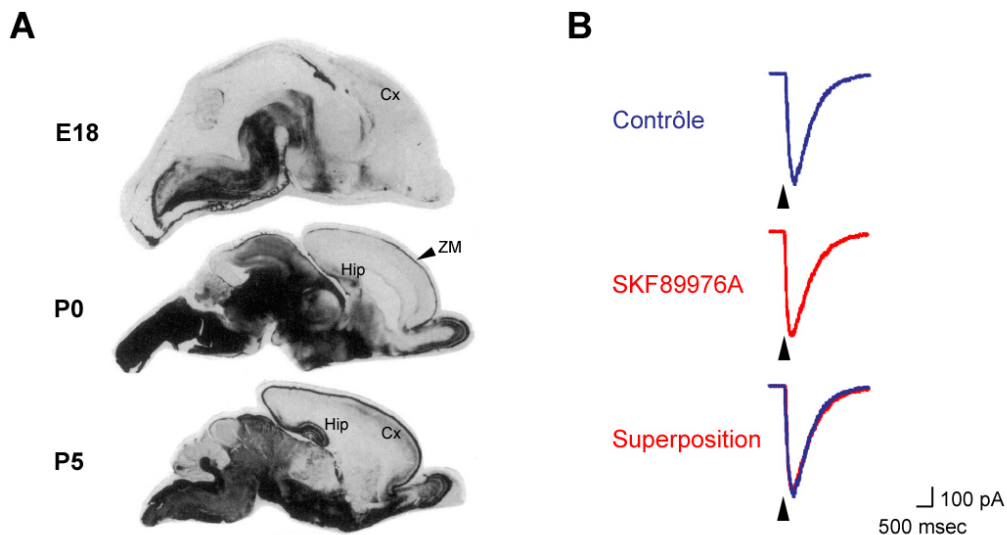 A
E18
Cx
P0
Hip
ZM
P5
Hip
Cx
B
Contrôle
SKF89976A
Superposition
100 pA
500 msec